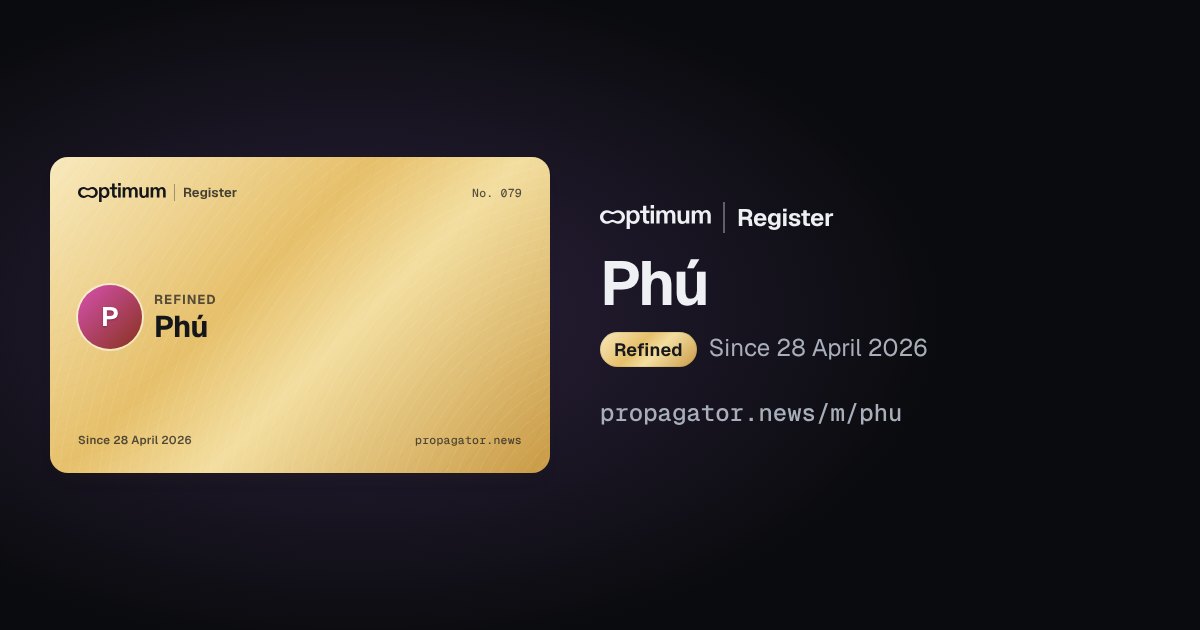 optimum | Register
No. 079
P
REFINED
Phú
Since 28 April 2026
propagator.news
optimum | Register
Phú
Refined Since 28 April 2026
propagator.news/m/phu